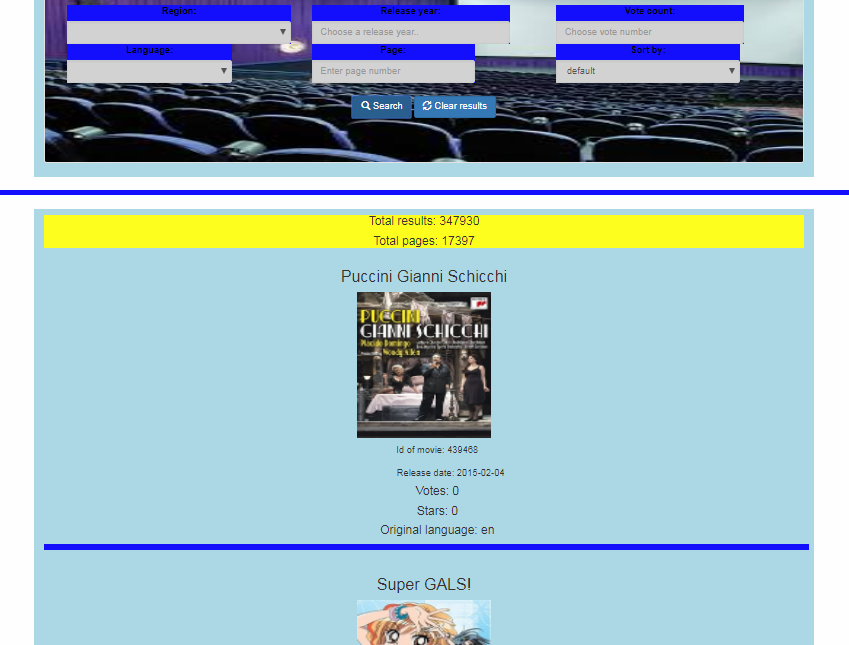 Region: Release year: Vote count:
Choose a release year.. Choose vote number
Language: Page: Sort by:
Enter page number default
Search Clear results
Total results: 347930
Total pages: 17397
Puccini Gianni Schicchi
PUCCINI
GIANNI SCHICCHI
Plácido Domingo
Woody Allen
Id of movie: 439468
Release date: 2015-02-04
Votes: 0
Stars: 0
Original language: en
Super GALS!